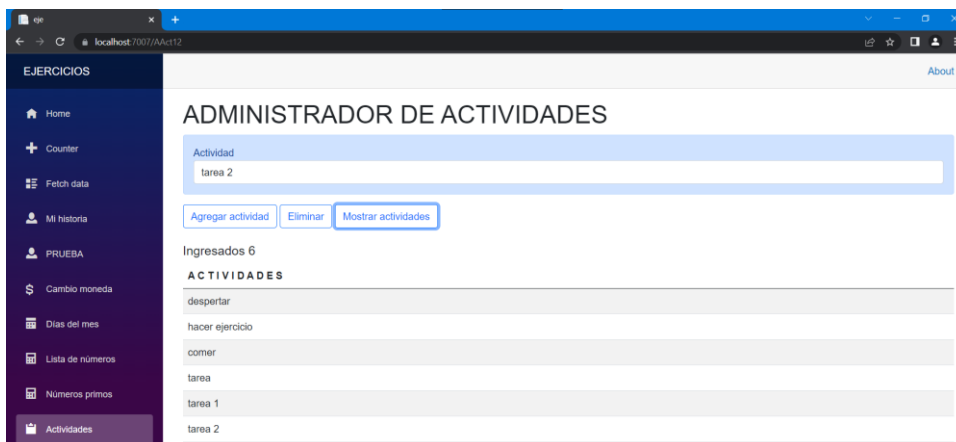 eje
localhost:7007/AAct12
EJERCICIOS
About
Home
Counter
Fetch data
Mi historia
PRUEBA
Cambio moneda
Días del mes
Lista de números
Números primos
Actividades
ADMINISTRADOR DE ACTIVIDADES
Actividad
tarea 2
Agregar actividad Eliminar Mostrar actividades
Ingresados 6
ACTIVIDADES
despertar
hacer ejercicio
comer
tarea
tarea 1
tarea 2